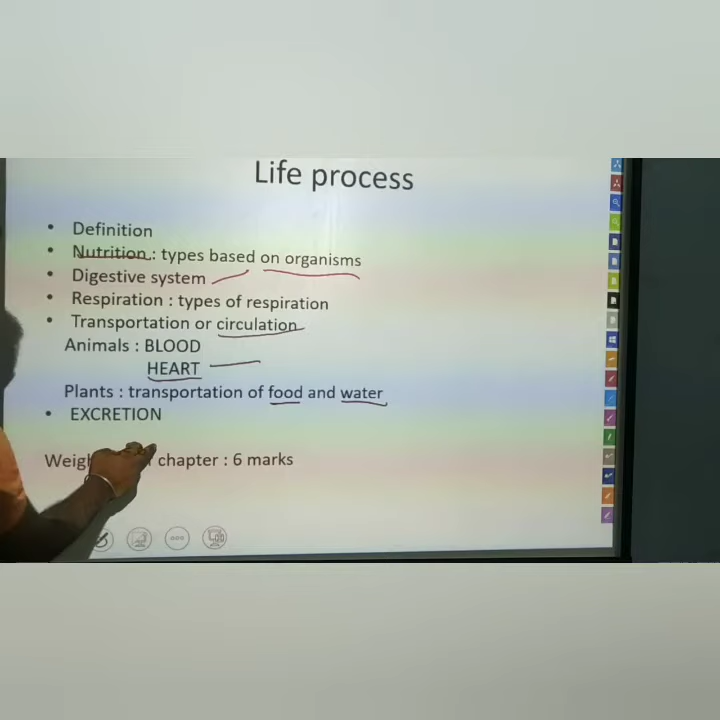 Life process
• Definition
• Nutrition : types based on organisms
• Digestive system
• Respiration : types of respiration
• Transportation or circulation
Animals : BLOOD
HEART
Plants : transportation of food and water
• EXCRETION
chapter : 6 marks